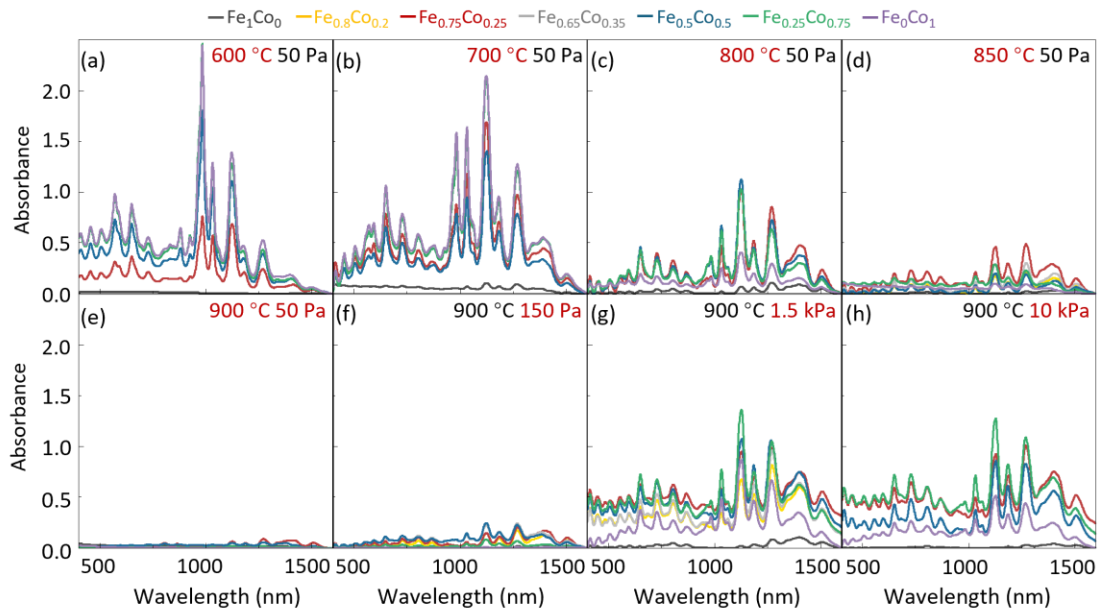 Fe1Co0 Fe0.8Co0.2 Fe0.75Co0.25 Fe0.65Co0.35 Fe0.5Co0.5 Fe0.25Co0.75 Fe0Co1
(a) 600 °C 50 Pa (b) 700 °C 50 Pa (c) 800 °C 50 Pa (d) 850 °C 50 Pa
2.0
1.5
1.0
0.5
0.0
Absorbance
(e) 900 °C 50 Pa (f) 900 °C 150 Pa (g) 900 °C 1.5 kPa (h) 900 °C 10 kPa
2.0
1.5
1.0
0.5
0.0
Absorbance
500 1000 1500 500 1000 1500 500 1000 1500 500 1000 1500
Wavelength (nm) Wavelength (nm) Wavelength (nm) Wavelength (nm)